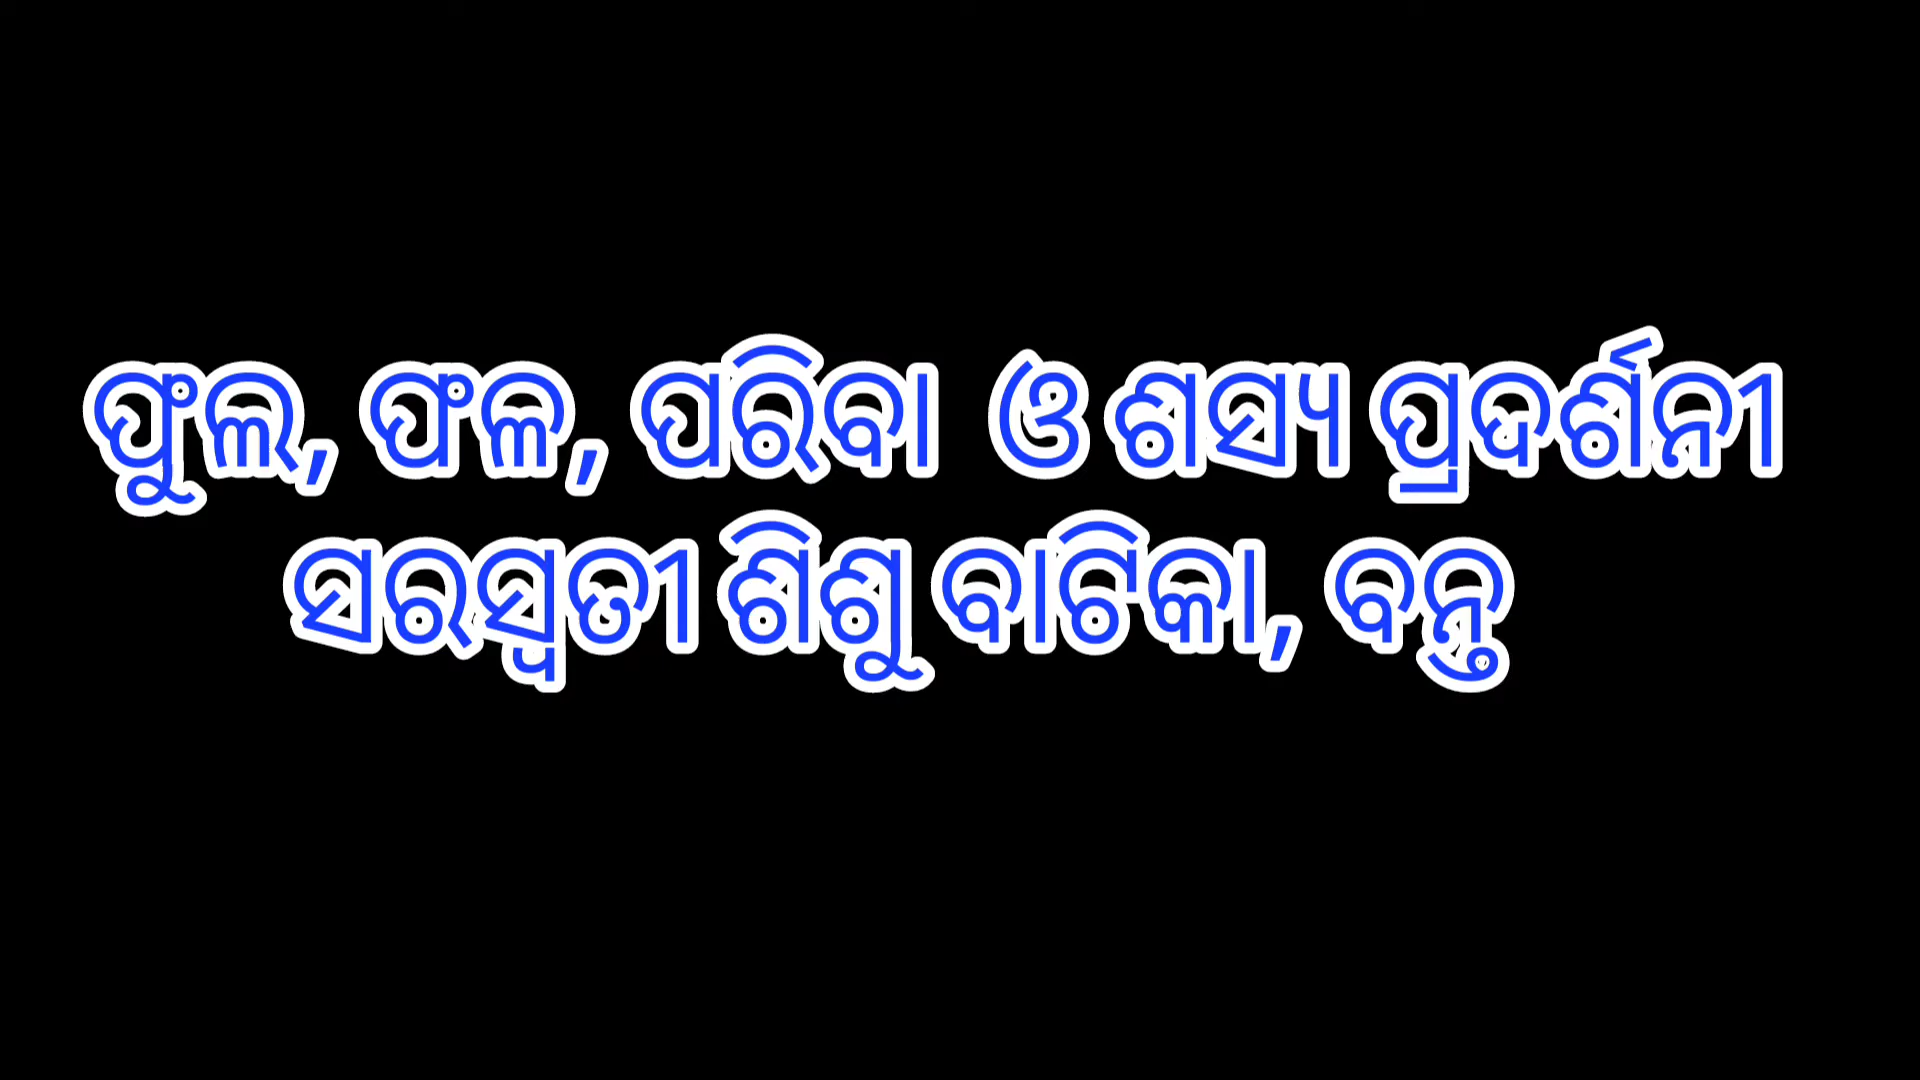 ଫୁଲ, ଫଳ, ପରିବା ଓ ଶସ୍ୟ ପ୍ରଦର୍ଶନୀ
ସରସ୍ୱତୀ ଶିଶୁ ବାଟିକା, ବନ୍ତ